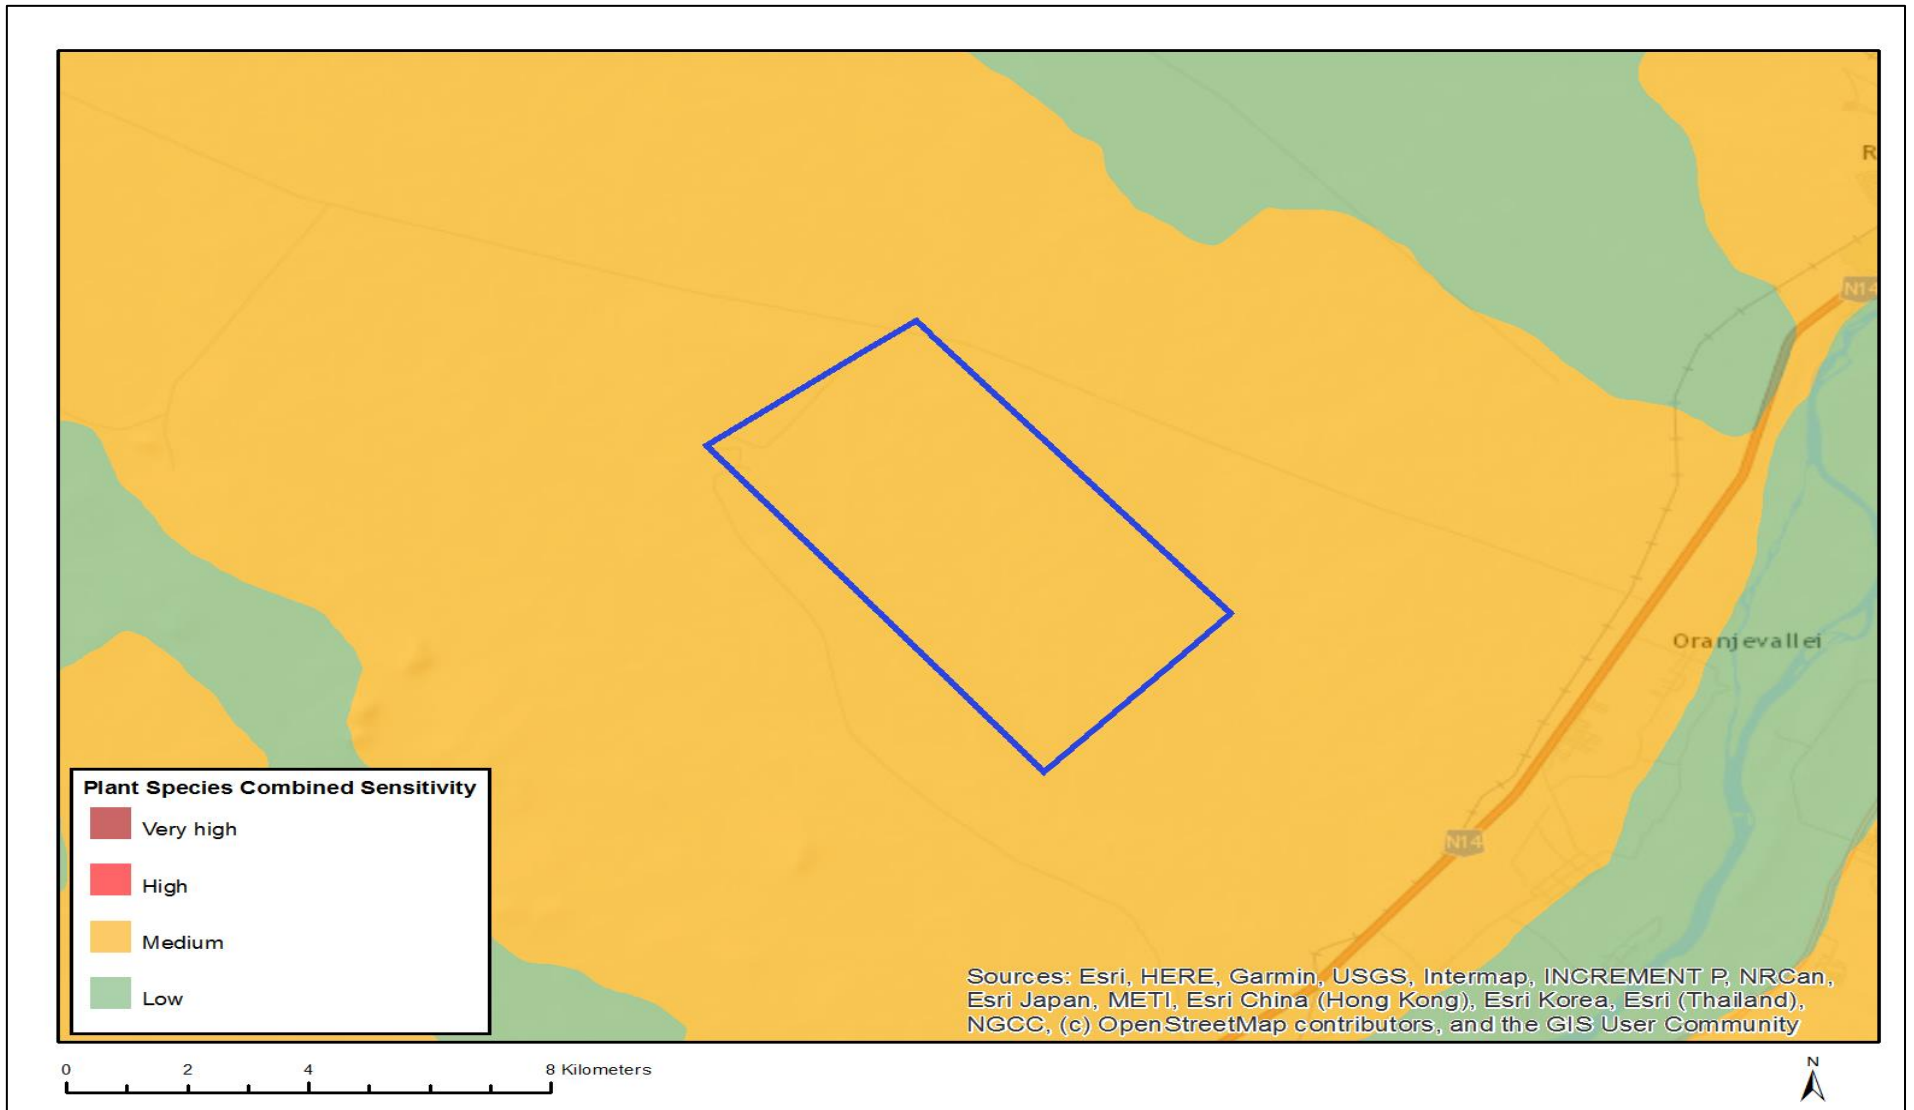 R
N14
Oranjevallei
Plant Species Combined Sensitivity
Very high
High
Medium
Low
N14
Sources: Esri, HERE, Garmin, USGS, Intermap, INCREMENT P, NRCan,
Esri Japan, METI, Esri China (Hong Kong), Esri Korea, Esri (Thailand),
NGCC, (c) OpenStreetMap contributors, and the GIS User Community
0 2 4 8 Kilometers
N